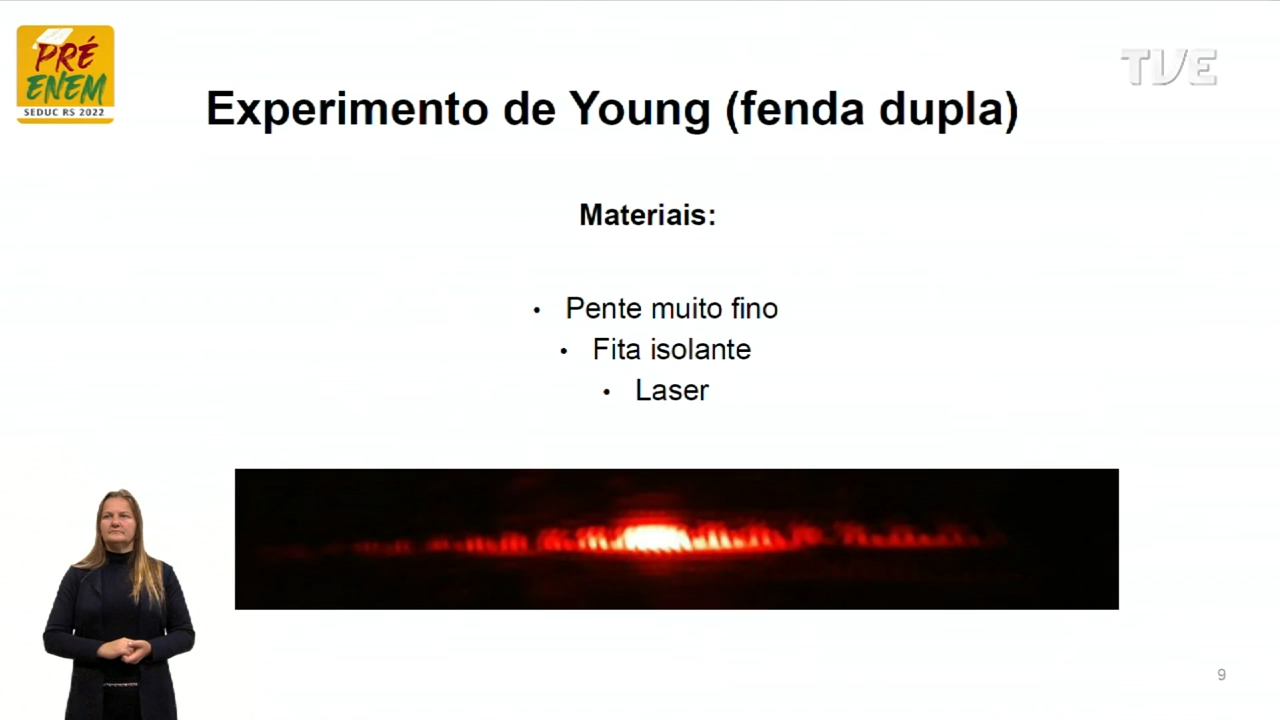 PRÉ
ENEM
SEDUC RS 2022
TVE
Experimento de Young (fenda dupla)
Materiais:
• Pente muito fino
• Fita isolante
• Laser
9